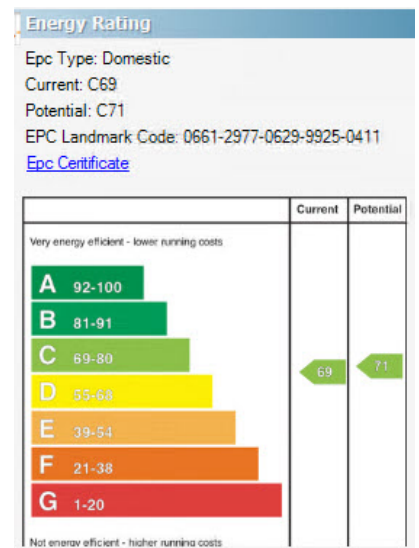 Energy Rating
Epc Type: Domestic
Current: C69
Potential: C71
EPC Landmark Code: 0661-2977-0629-9925-0411
Epc Ceritificate
Current Potential
Very energy efficient - lower running costs
A 92-100
B 81-91
C 69-80
D 55-68
E 39-54
F 21-38
G 1-20
69
71
Not energy efficient - higher running costs